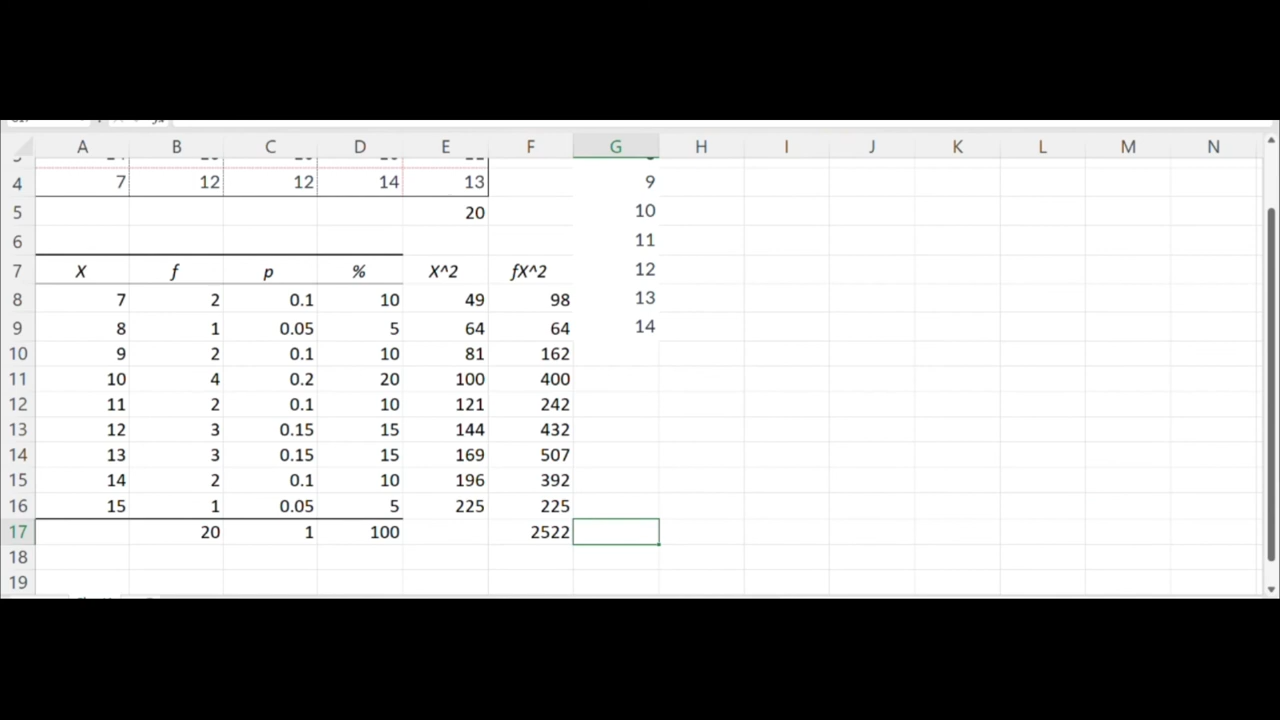 A B C D E F G H I J K L M N
4 7 12 12 14 13 9
5 20 10
6 11
7 X f p % X^2 fX^2 12
8 7 2 0.1 10 49 98 13
9 8 1 0.05 5 64 64 14
10 9 2 0.1 10 81 162
11 10 4 0.2 20 100 400
12 11 2 0.1 10 121 242
13 12 3 0.15 15 144 432
14 13 3 0.15 15 169 507
15 14 2 0.1 10 196 392
16 15 1 0.05 5 225 225
17 20 1 100 2522
18
19